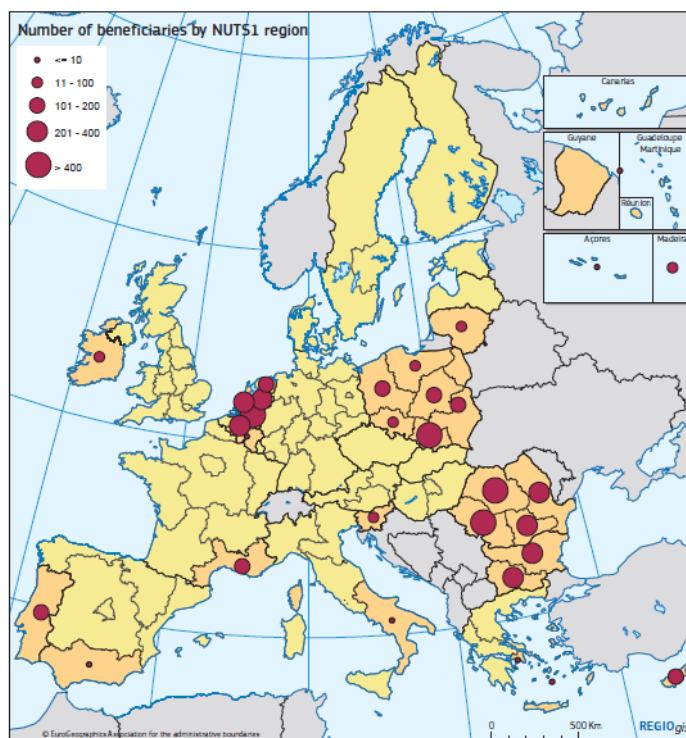 Number of beneficiaries by NUTS1 region
<= 10
11 - 100
101 - 200
201 - 400
> 400
Canarias
Guyane
Guadeloupe
Martinique
Réunion
Açores
Madeira
0 500 Km
REGIOgis
© EuroGeographics Association for the administrative boundaries